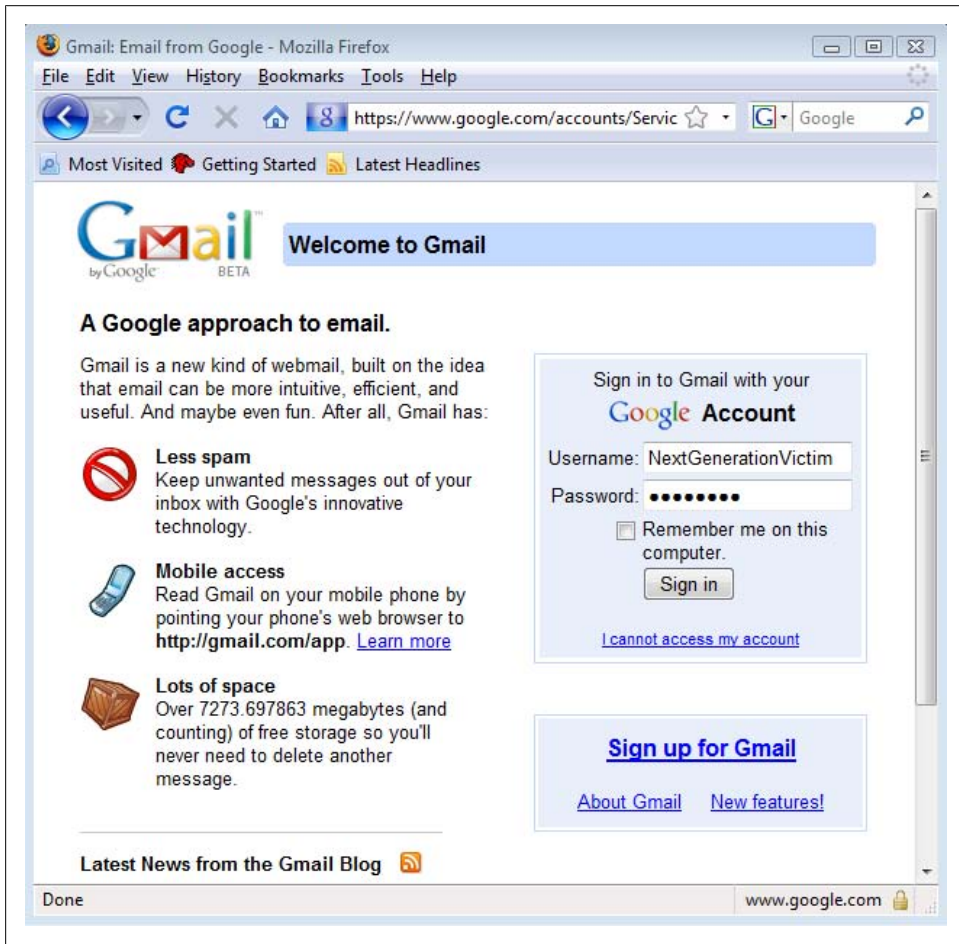 Gmail: Email from Google - Mozilla Firefox
File Edit View History Bookmarks Tools Help
https://www.google.com/accounts/Servic
Google
Most Visited Getting Started Latest Headlines
Gmail™
by Google™ BETA
Welcome to Gmail
A Google approach to email.
Gmail is a new kind of webmail, built on the idea
that email can be more intuitive, efficient, and
useful. And maybe even fun. After all, Gmail has:
Less spam
Keep unwanted messages out of your
inbox with Google's innovative
technology.
Mobile access
Read Gmail on your mobile phone by
pointing your phone's web browser to
http://gmail.com/app. Learn more
Lots of space
Over 7273.697863 megabytes (and
counting) of free storage so you'll
never need to delete another
message.
Latest News from the Gmail Blog
Sign in to Gmail with your
Google Account
Username: NextGenerationVictim
Password: ●●●●●●●●
Remember me on this
computer.
Sign in
I cannot access my account
Sign up for Gmail
About Gmail New features!
Done
www.google.com